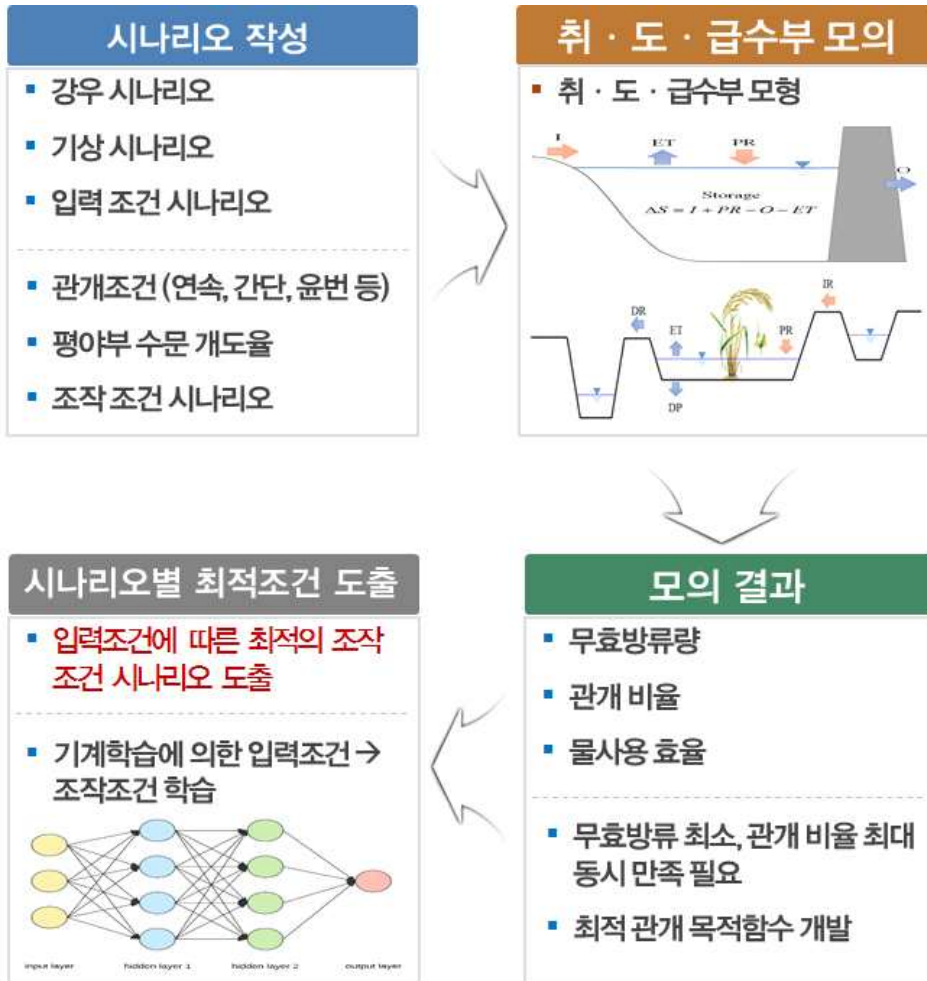 시나리오 작성
▪ 강우 시나리오
▪ 기상 시나리오
▪ 입력 조건 시나리오
▪ 관개조건 (연속, 간단, 윤번 등)
▪ 평야부 수문 개도율
▪ 조작 조건 시나리오
취 · 도 · 급수부 모의
▪ 취 · 도 · 급수부 모형
I
ET
PR
O
Storage
ΔS = I + PR − O − ET
DR
ET
PR
IR
DP
모의 결과
▪ 무효방류량
▪ 관개 비율
▪ 물사용 효율
▪ 무효방류 최소, 관개 비율 최대
동시 만족 필요
▪ 최적 관개 목적함수 개발
시나리오별 최적조건 도출
▪ 입력조건에 따른 최적의 조작
조건 시나리오 도출
▪ 기계학습에 의한 입력조건 →
조작조건 학습
input layer
hidden layer 1
hidden layer 2
output layer